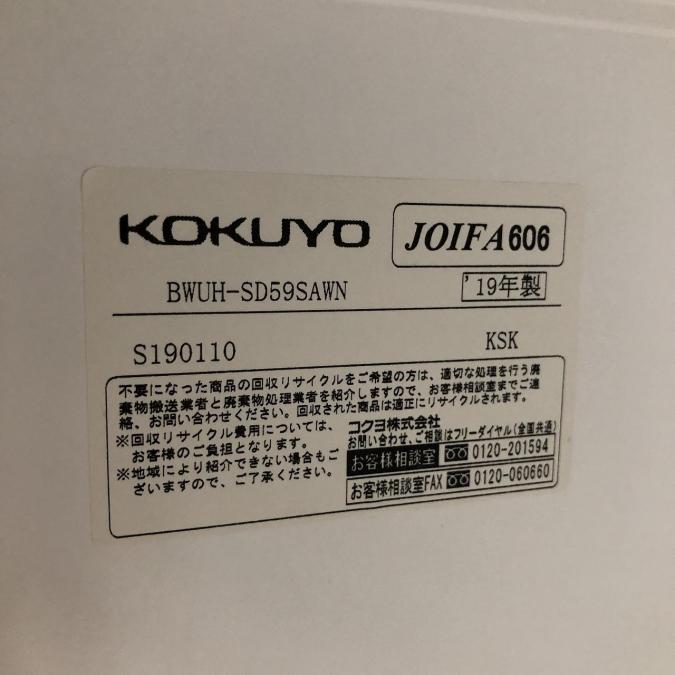 KOKUYO
JOIFA606
BWUH-SD59SAWN
'19年製
S190110
KSK
不要になった商品の回収リサイクルをご希望の方は、適切な処理を行う廃
棄物搬送業者と廃棄物処理業者を紹介しますので、お客様相談室までご連
絡、お問い合わせください。回収された商品は適正にリサイクルされます。
※回収リサイクル費用については、
お客様のご負担となります。
※地域により紹介できない場合もご
ざいますので、ご了承ください。
コクヨ株式会社
お問い合わせ、ご相談はフリーダイヤル(全国共通)
お客様相談室 0120-201594
お客様相談室FAX 0120-060660